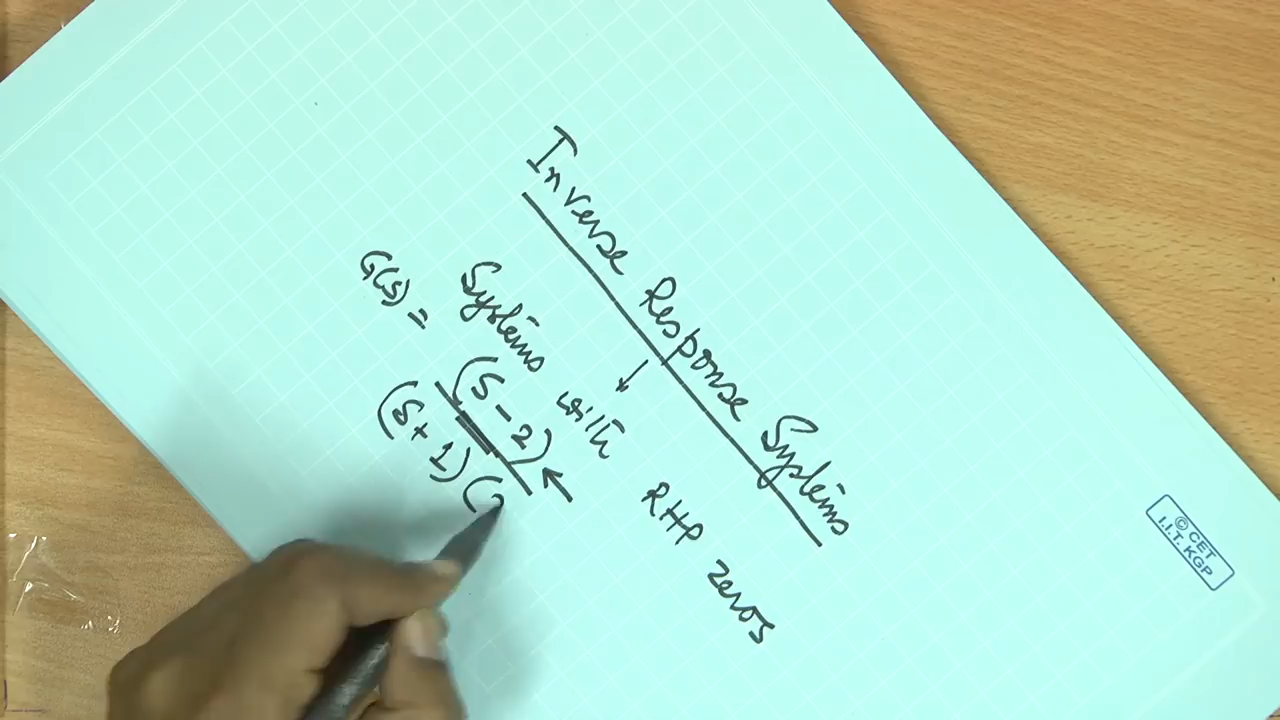 Inverse Response Systems
↓
Systems with RHP zeros
G(s) =
(s-2) ←
(s+1) (
© CET
I.I.T. KGP